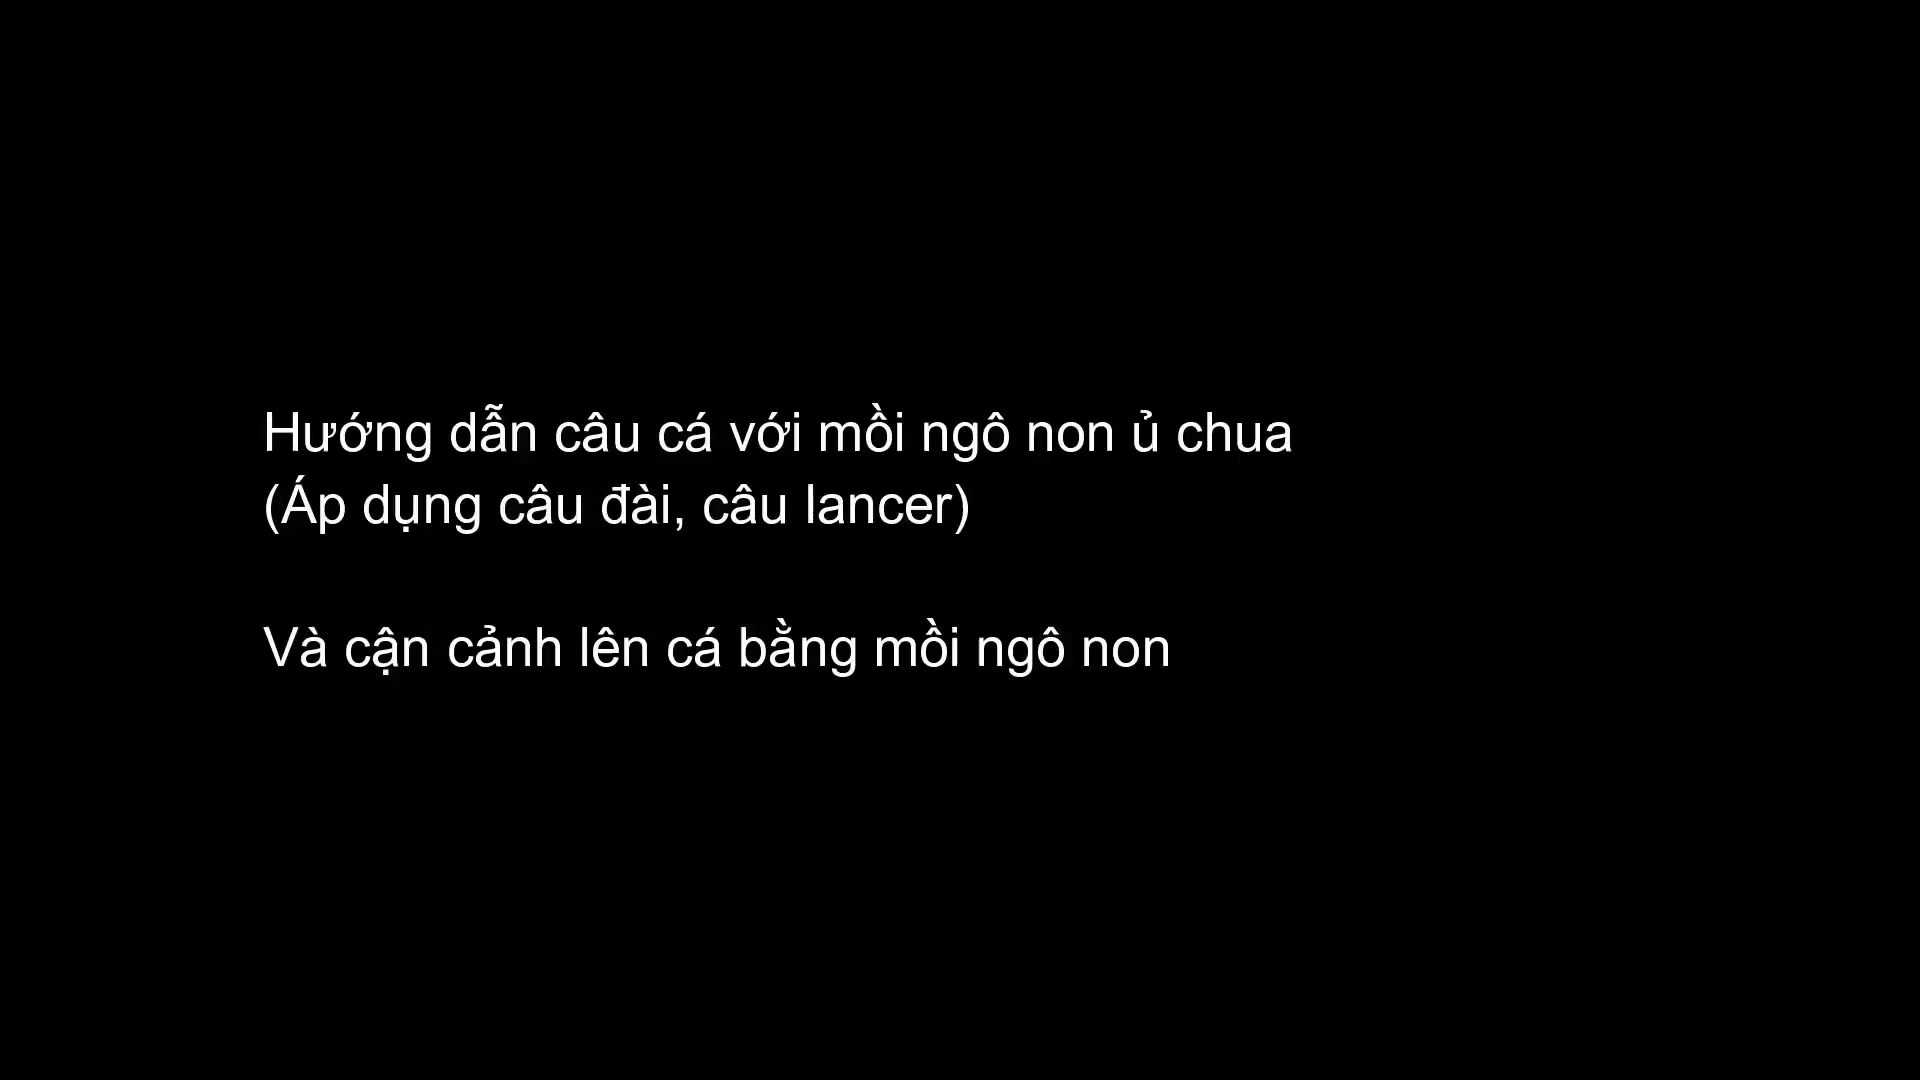 Hướng dẫn câu cá với mồi ngô non ủ chua
(Áp dụng câu đài, câu lancer)
Và cận cảnh lên cá bằng mồi ngô non